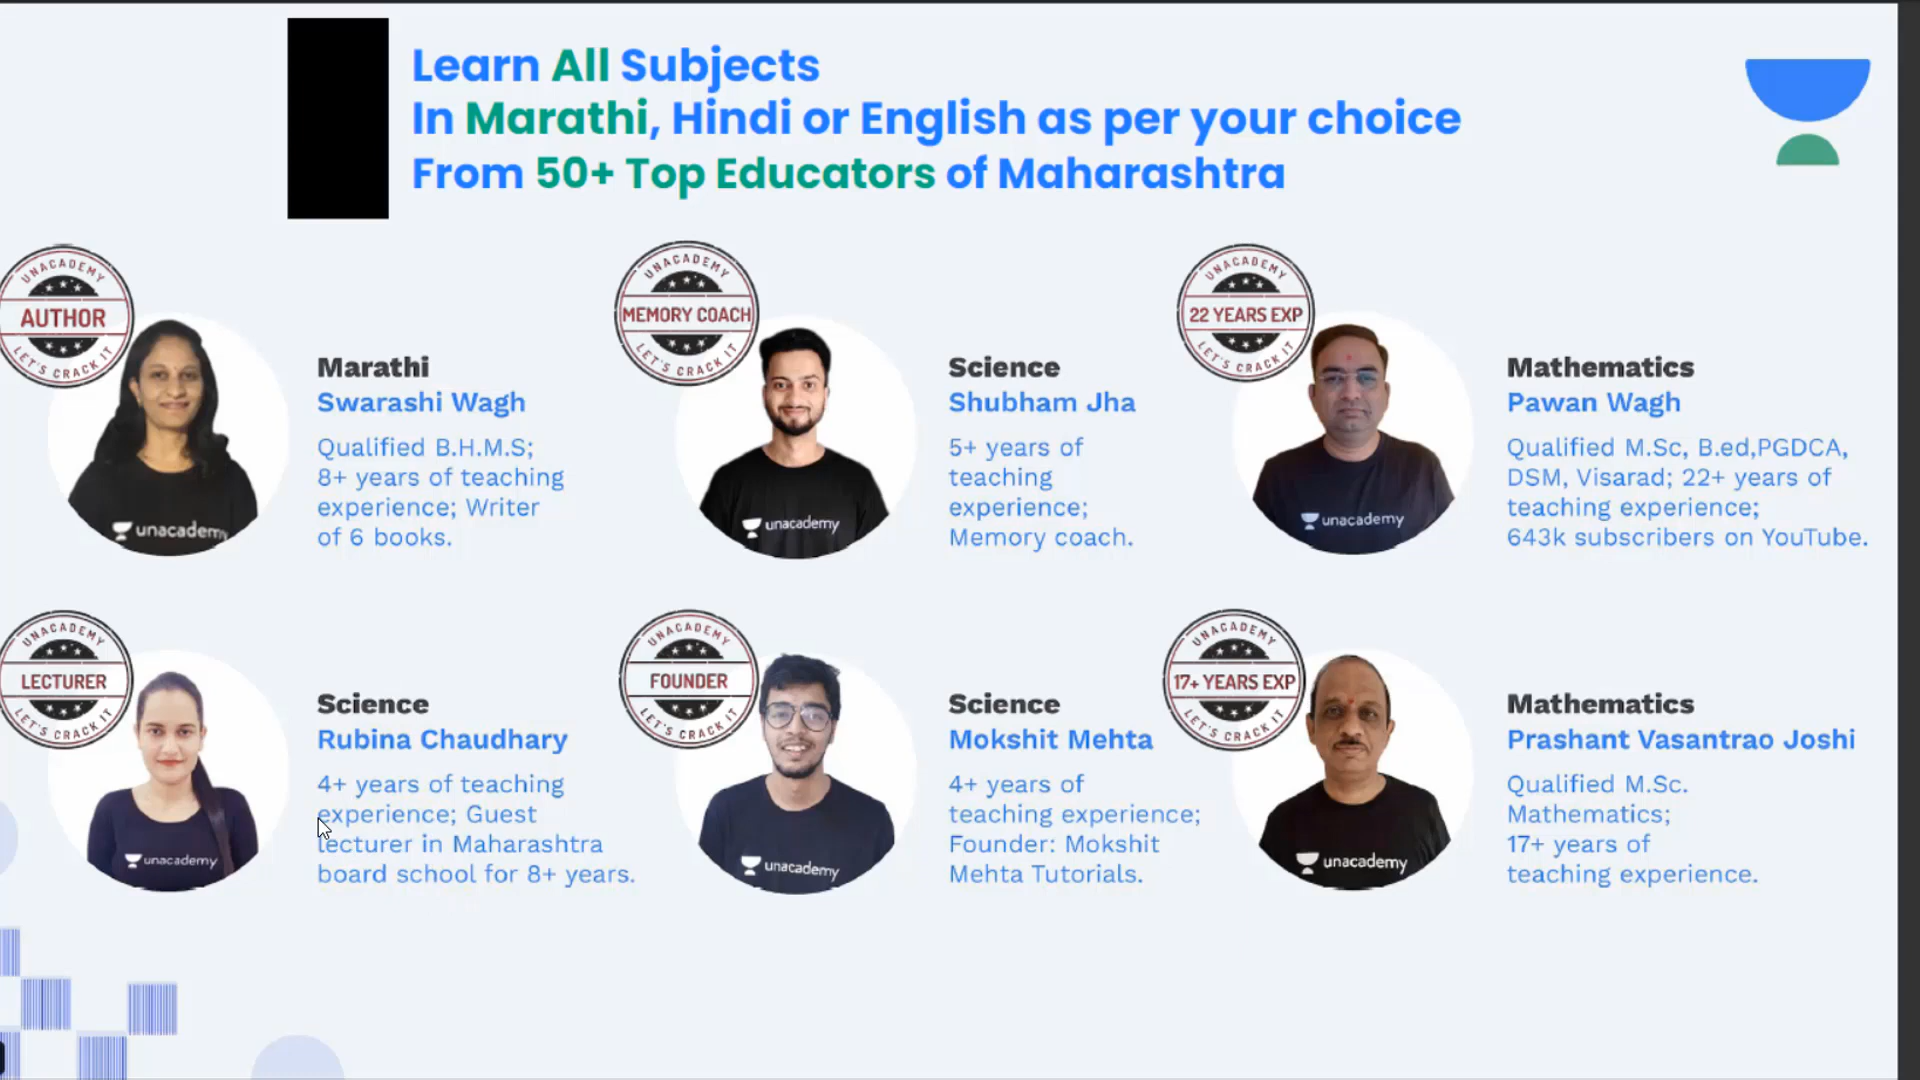 Learn All Subjects
In Marathi, Hindi or English as per your choice
From 50+ Top Educators of Maharashtra
UNACADEMY
AUTHOR
LET'S CRACK IT
unacademy
Marathi
Swarashi Wagh
Qualified B.H.M.S;
8+ years of teaching
experience; Writer
of 6 books.
UNACADEMY
MEMORY COACH
LET'S CRACK IT
unacademy
Science
Shubham Jha
5+ years of
teaching
experience;
Memory coach.
UNACADEMY
22 YEARS EXP
LET'S CRACK IT
unacademy
Mathematics
Pawan Wagh
Qualified M.Sc, B.ed,PGDCA,
DSM, Visarad; 22+ years of
teaching experience;
643k subscribers on YouTube.
UNACADEMY
LECTURER
LET'S CRACK IT
unacademy
Science
Rubina Chaudhary
4+ years of teaching
experience; Guest
lecturer in Maharashtra
board school for 8+ years.
UNACADEMY
FOUNDER
LET'S CRACK IT
unacademy
Science
Mokshit Mehta
4+ years of
teaching experience;
Founder: Mokshit
Mehta Tutorials.
UNACADEMY
17+ YEARS EXP
LET'S CRACK IT
unacademy
Mathematics
Prashant Vasantrao Joshi
Qualified M.Sc.
Mathematics;
17+ years of
teaching experience.